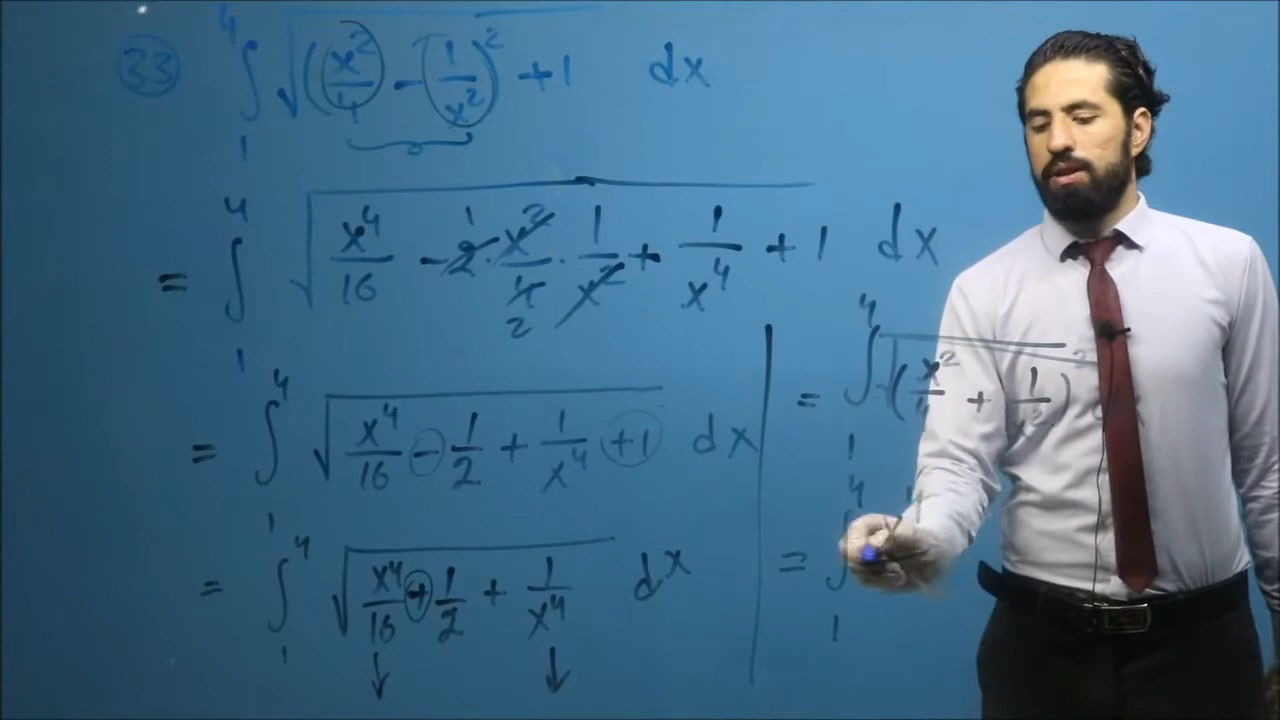 33 ∫₁⁴ √((x²/4 − 1/x²)² + 1) dx
= ∫₁⁴ √(x⁴/16 − 2 · x²/4 · 1/x² + 1/x⁴ + 1) dx
1
2
= ∫₁⁴ √(x⁴/16 − 1/2 + 1/x⁴ + 1) dx
= ∫₁⁴ √(x⁴/16 + 1/2 + 1/x⁴) dx
= ∫₁⁴ √((x²/4 + 1/x²)²
= ∫₁⁴